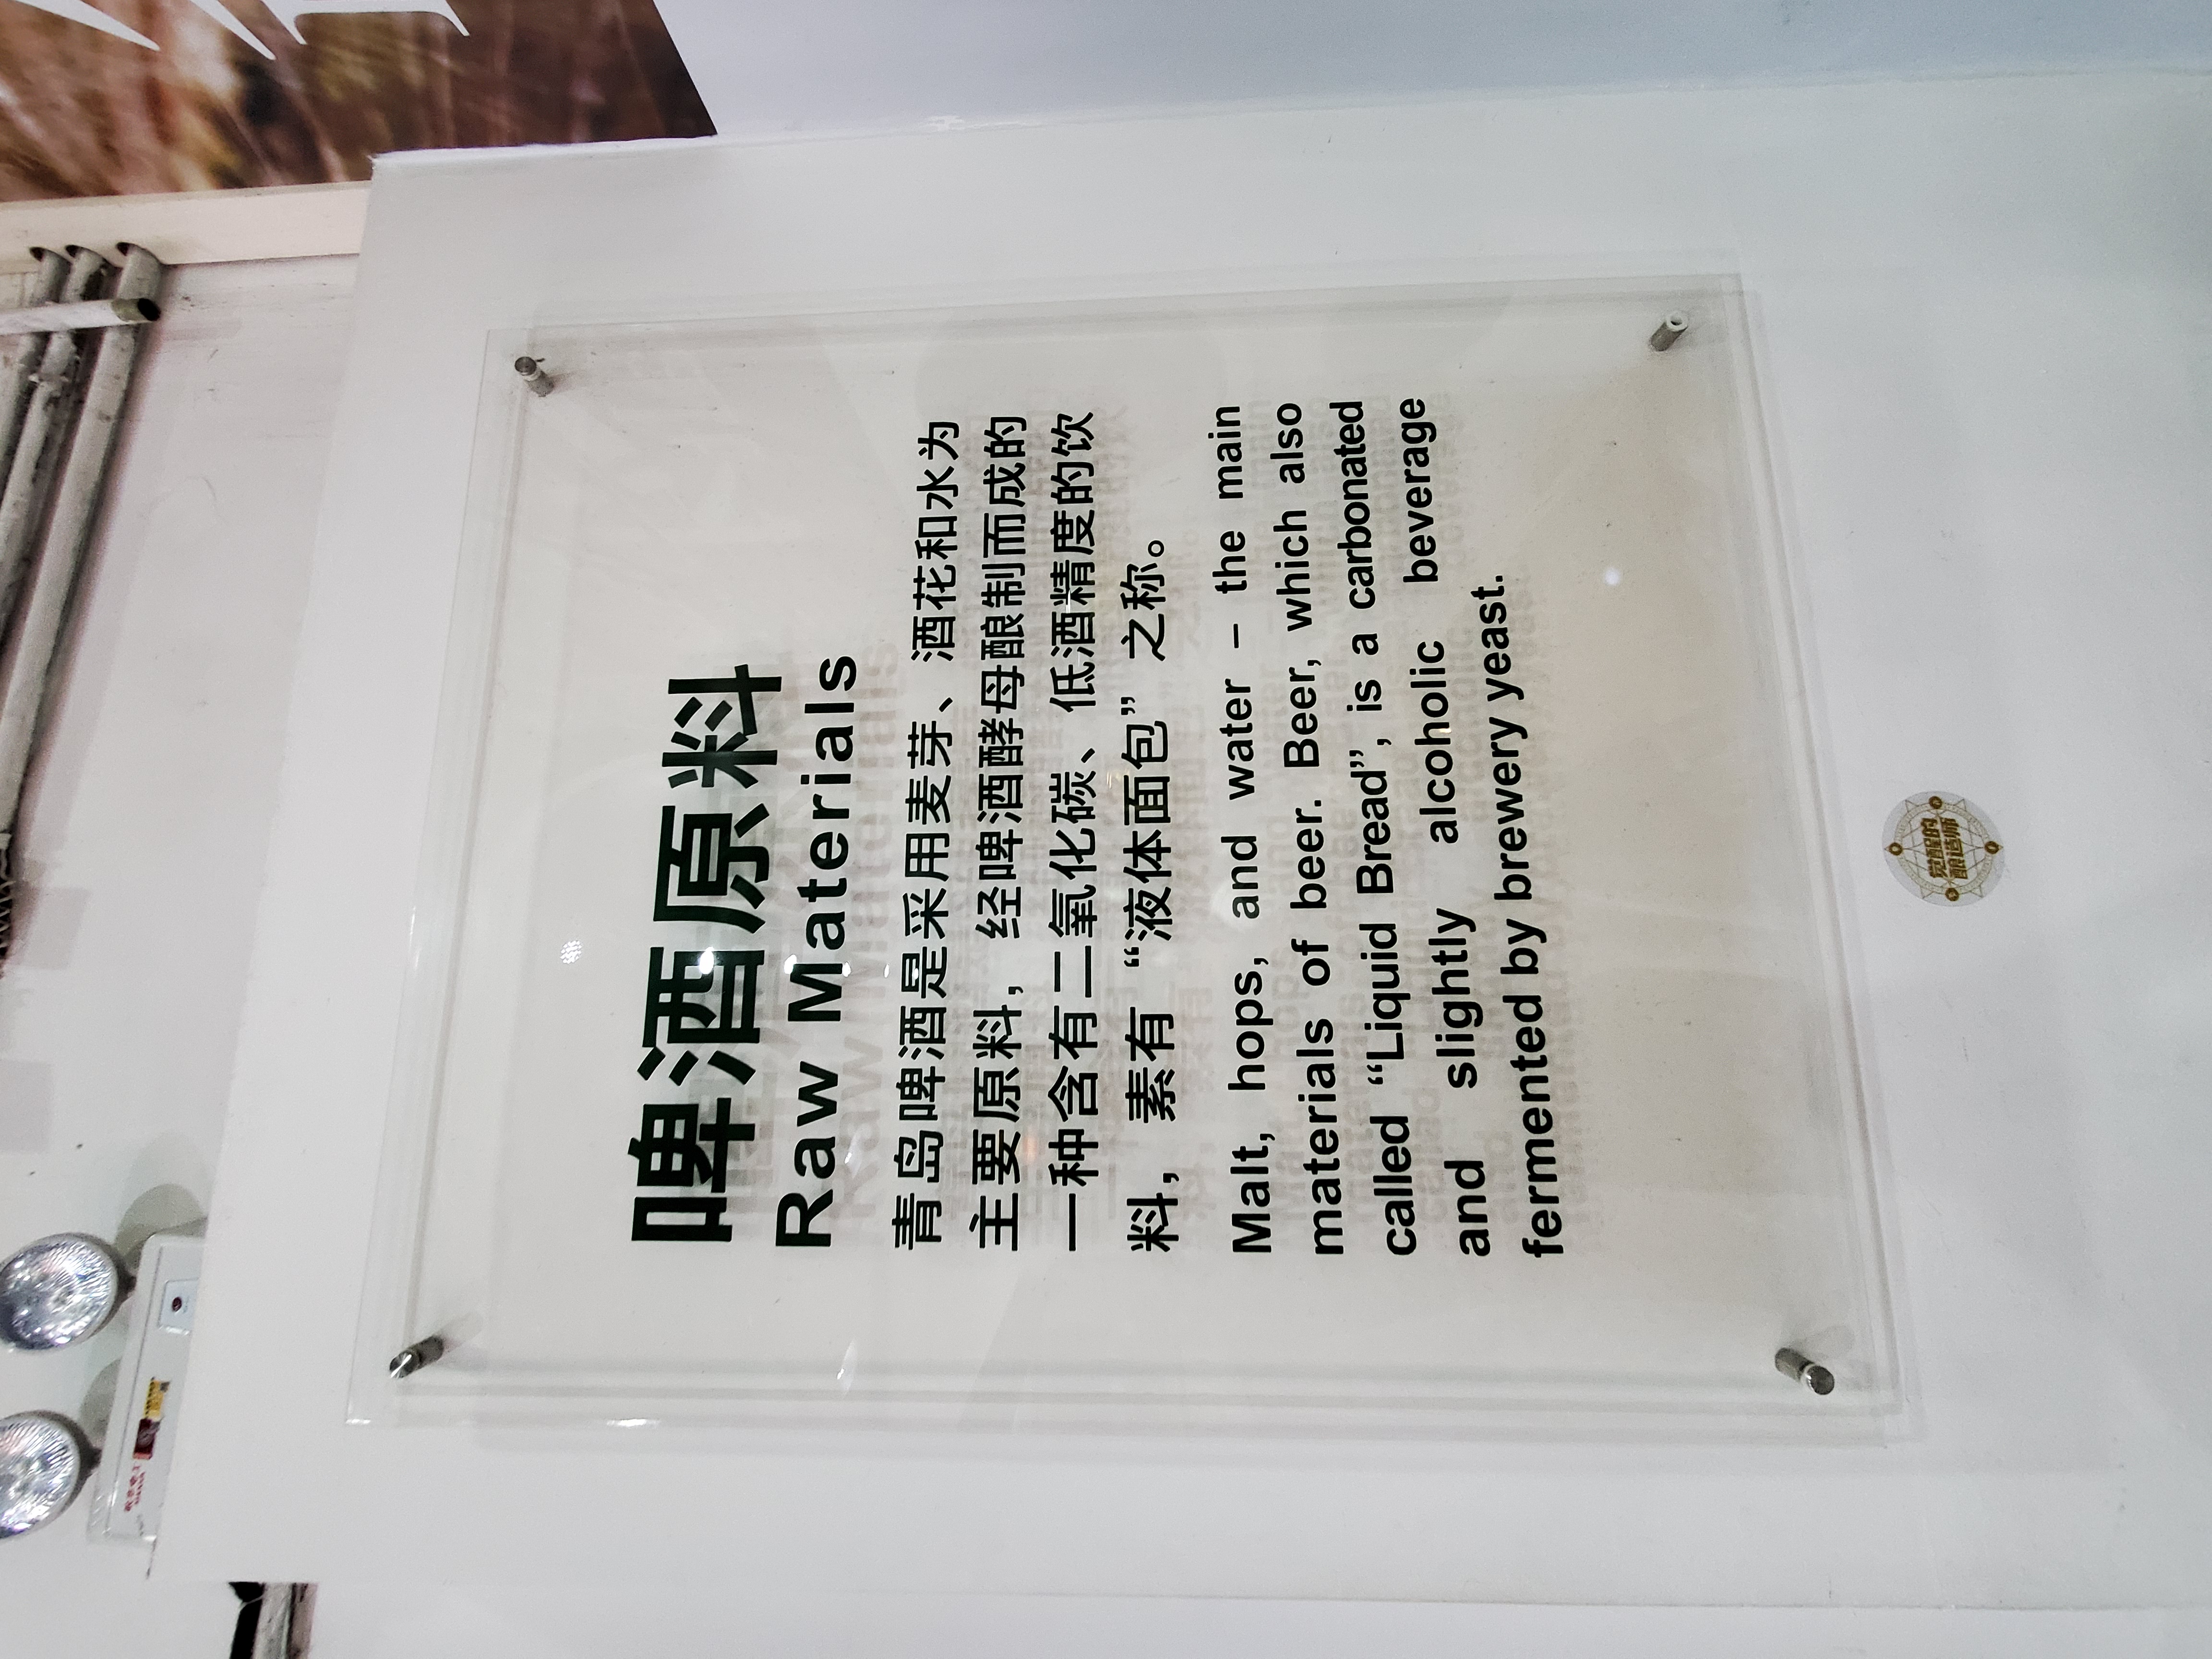 啤酒原料
Raw Materials
青岛啤酒是采用麦芽、酒花和水为
主要原料，经啤酒酵母酿制而成的
一种含有二氧化碳、低酒精度的饮
料，素有“液体面包”之称。
Malt, hops, and water – the main
materials of beer. Beer, which also
called “Liquid Bread”, is a carbonated
and slightly alcoholic beverage
fermented by brewery yeast.
觉醒的
酿造师